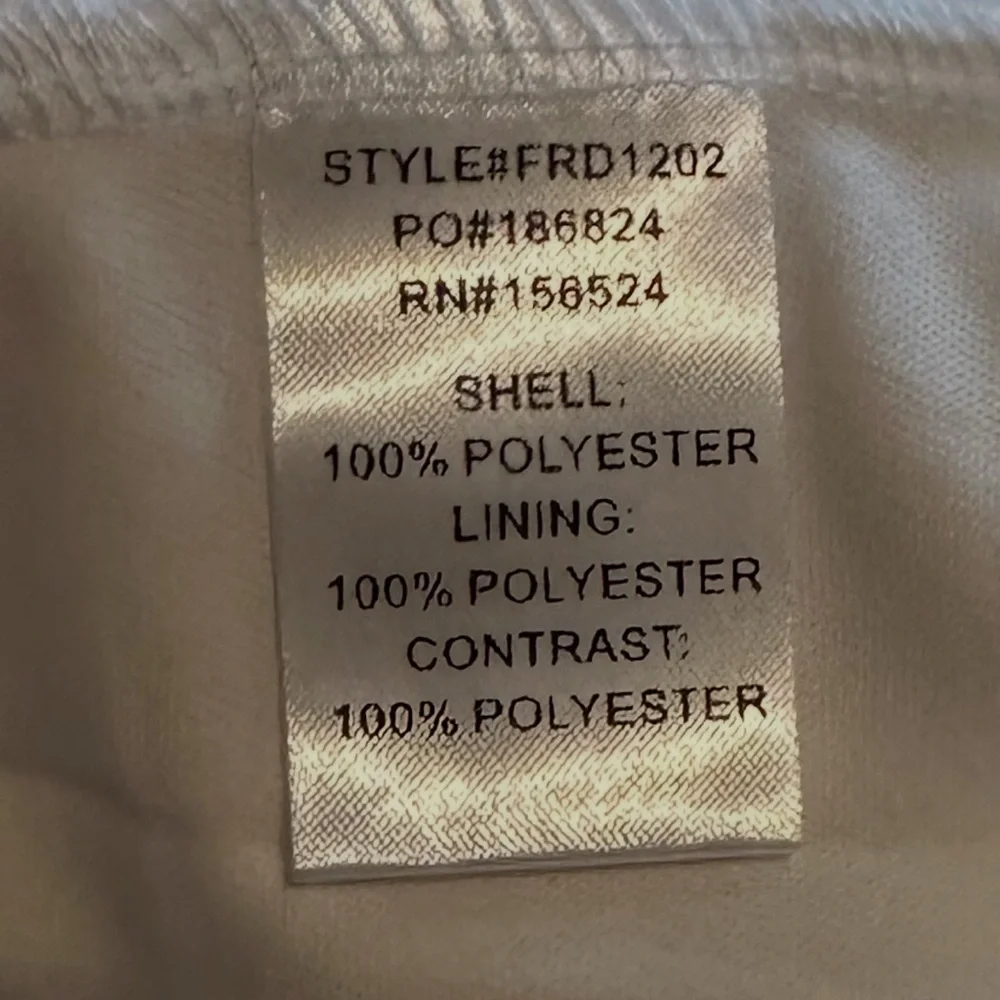 STYLE#FRD1202
PO#186824
RN#156524
SHELL:
100% POLYESTER
LINING:
100% POLYESTER
CONTRAST:
100% POLYESTER